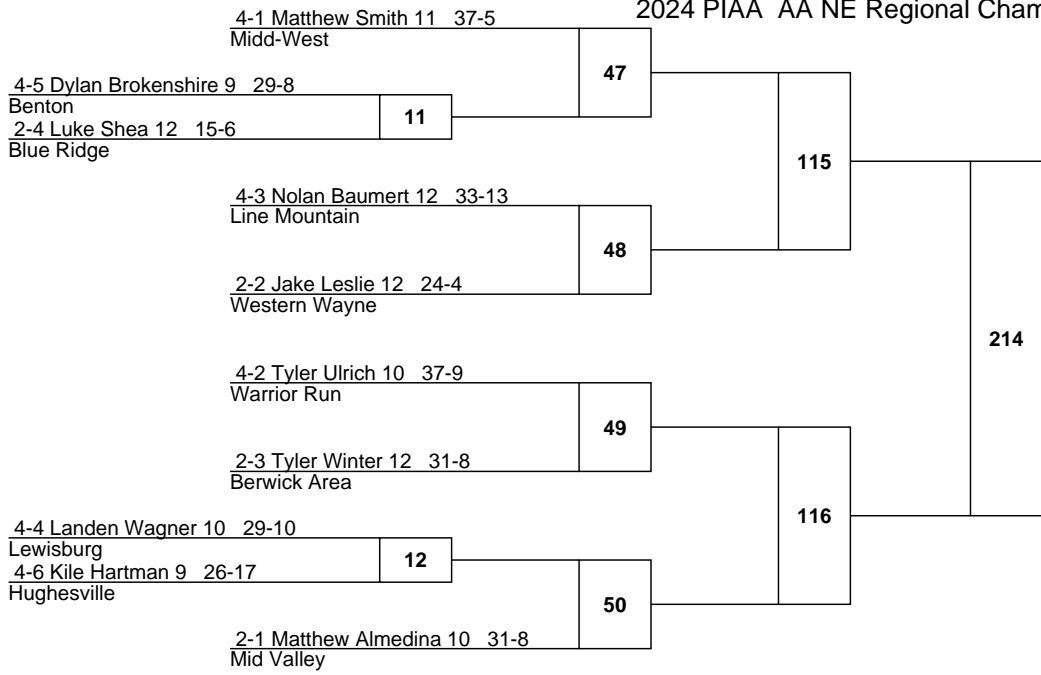 2024 PIAA  AA NE Regional Cham
4-1 Matthew Smith 11   37-5
Midd-West
47
4-5 Dylan Brokenshire 9   29-8
Benton
11
2-4 Luke Shea 12   15-6
Blue Ridge
115
4-3 Nolan Baumert 12   33-13
Line Mountain
48
2-2 Jake Leslie 12   24-4
Western Wayne
214
4-2 Tyler Ulrich 10   37-9
Warrior Run
49
2-3 Tyler Winter 12   31-8
Berwick Area
116
4-4 Landen Wagner 10   29-10
Lewisburg
12
4-6 Kile Hartman 9   26-17
Hughesville
50
2-1 Matthew Almedina 10   31-8
Mid Valley